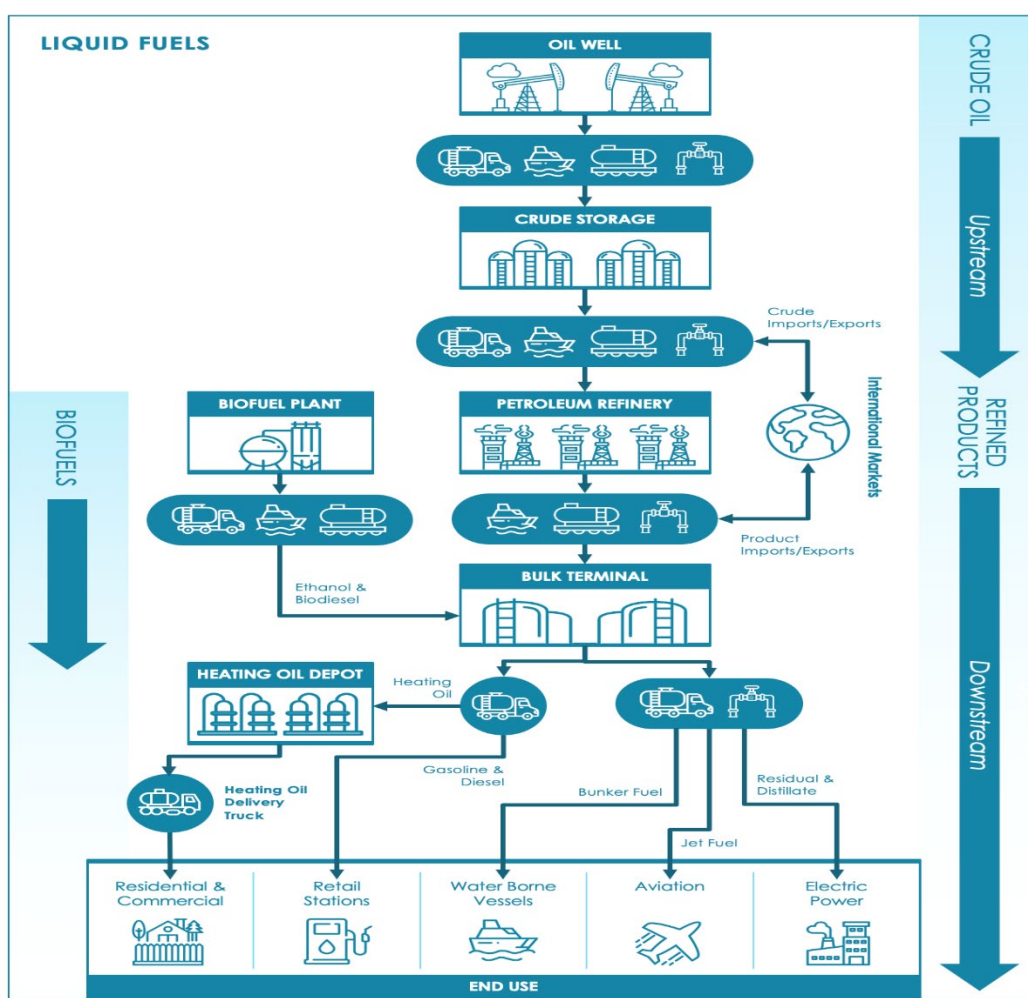 LIQUID FUELS
OIL WELL
CRUDE OIL
CRUDE STORAGE
Upstream
Crude
Imports/Exports
BIOFUELS
BIOFUEL PLANT
PETROLEUM REFINERY
International Markets
REFINED
PRODUCTS
Product
Imports/Exports
Ethanol &
Biodiesel
BULK TERMINAL
HEATING OIL DEPOT
Heating
Oil
Downstream
Gasoline &
Diesel
Heating Oil
Delivery
Truck
Bunker Fuel
Residual &
Distillate
Jet Fuel
Residential &
Commercial
Retail
Stations
Water Borne
Vessels
Aviation
Electric
Power
END USE